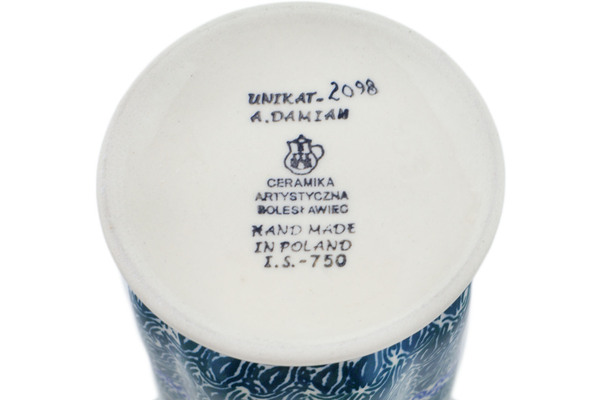 UNIKAT-2098
A.DAMIAN
CERAMIKA
ARTYSTYCZNA
BOLESŁAWIEC
HAND MADE
IN POLAND
I.S.-750